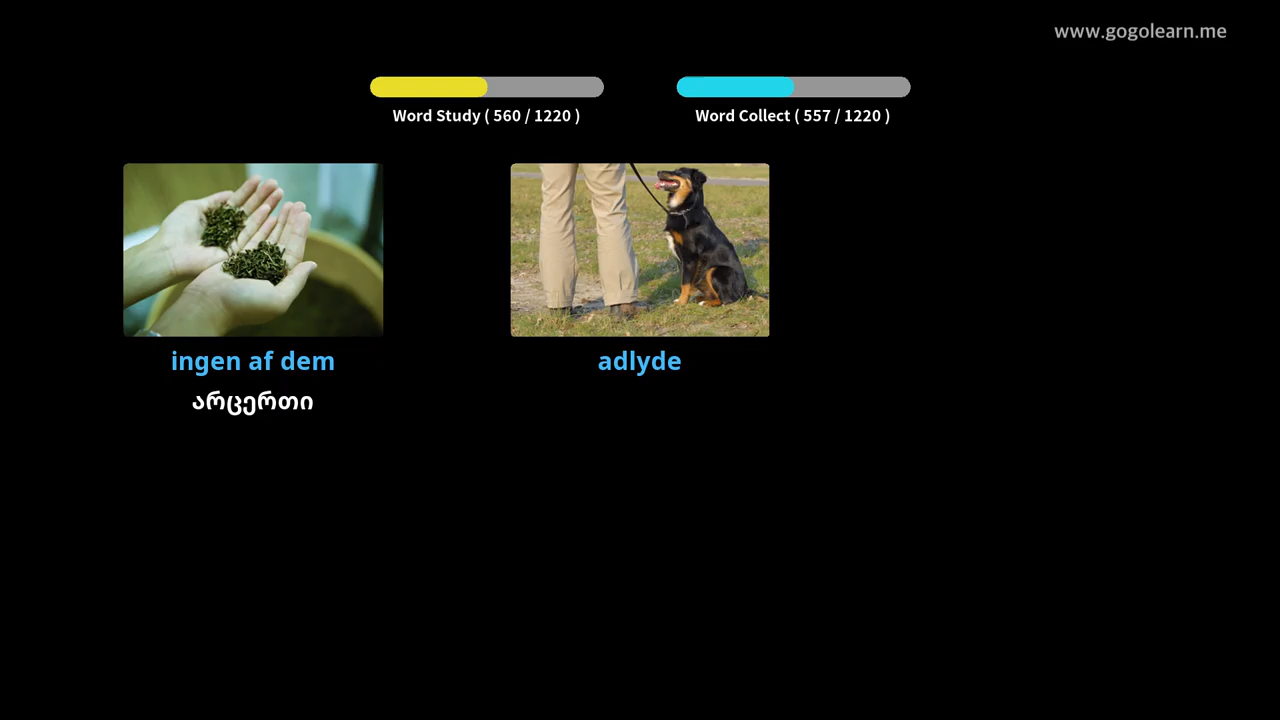 www.gogolearn.me
Word Study ( 560 / 1220 )
Word Collect ( 557 / 1220 )
ingen af dem
adlyde
არცერთი